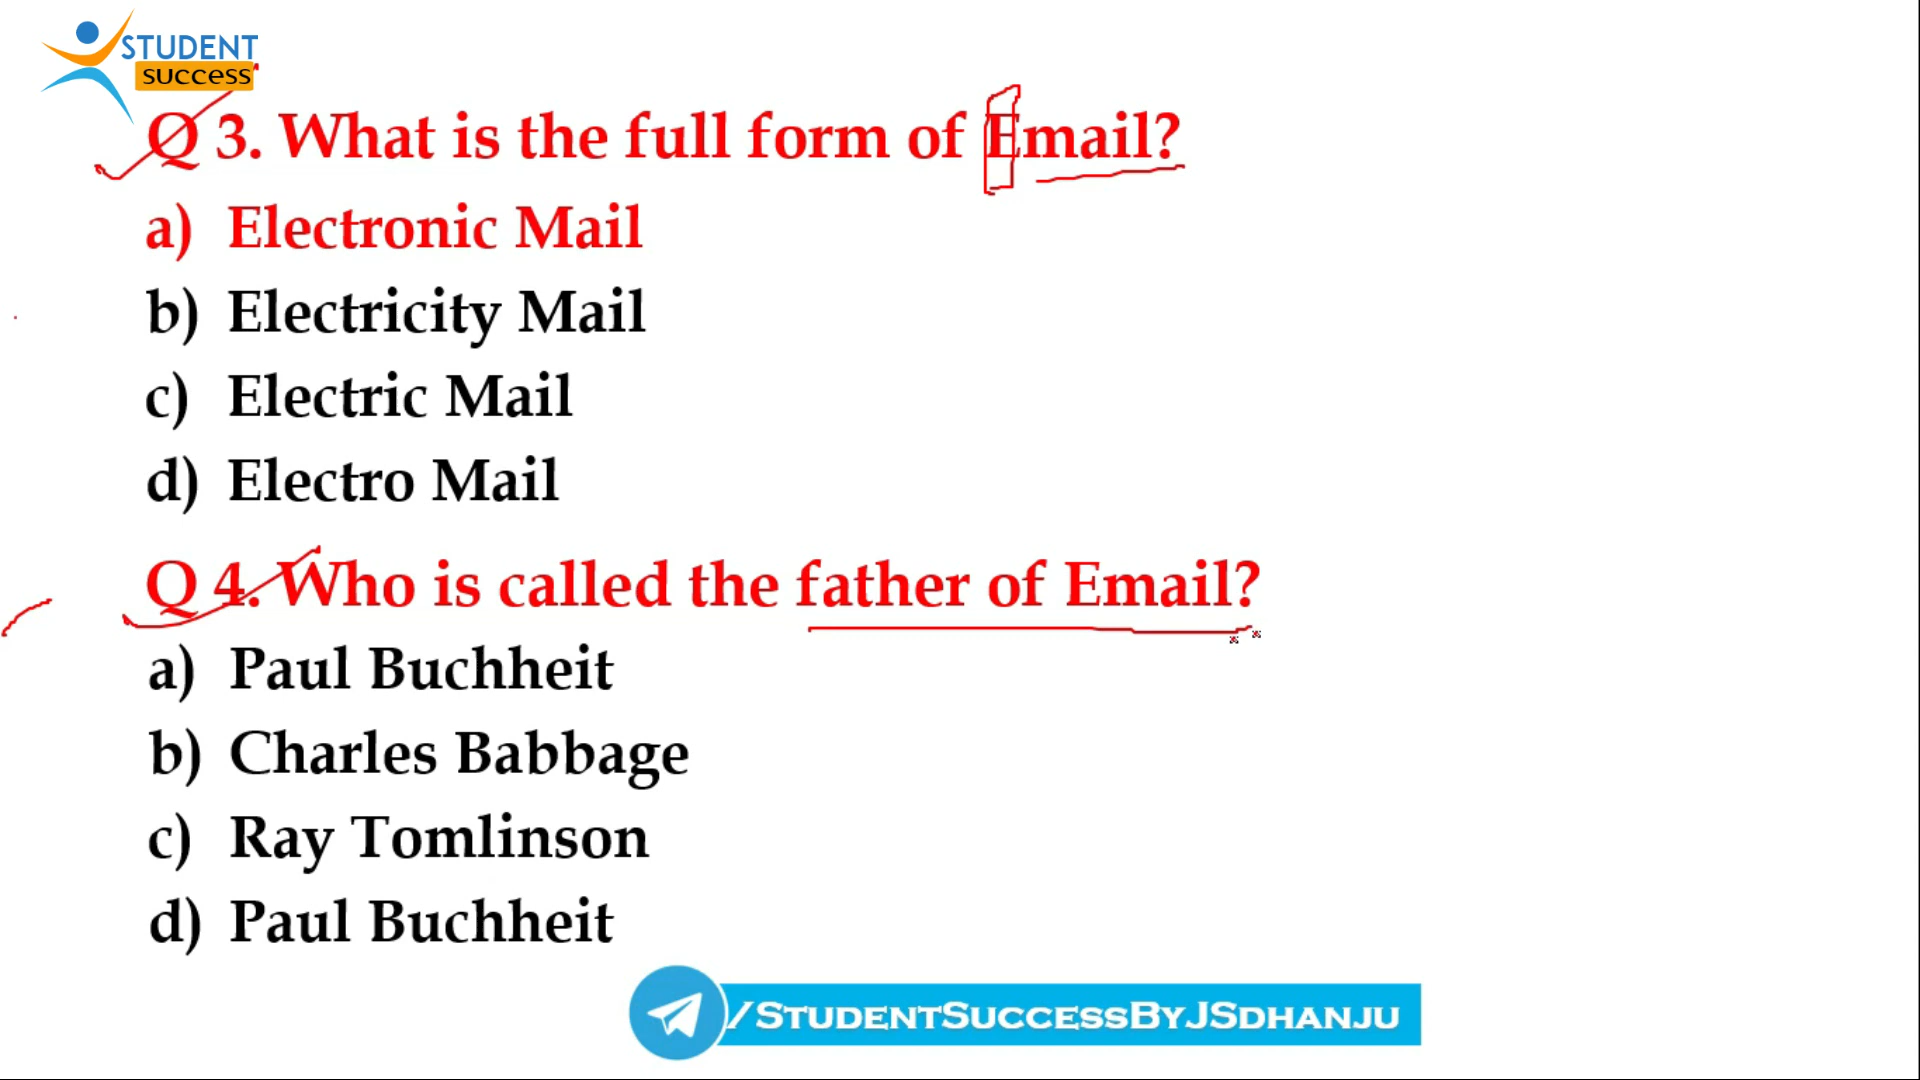 STUDENT
SUCCESS
Q 3. What is the full form of Email?
a) Electronic Mail
b) Electricity Mail
c) Electric Mail
d) Electro Mail
Q 4. Who is called the father of Email?
a) Paul Buchheit
b) Charles Babbage
c) Ray Tomlinson
d) Paul Buchheit
/STUDENTSUCCESSBYJSDHANJU